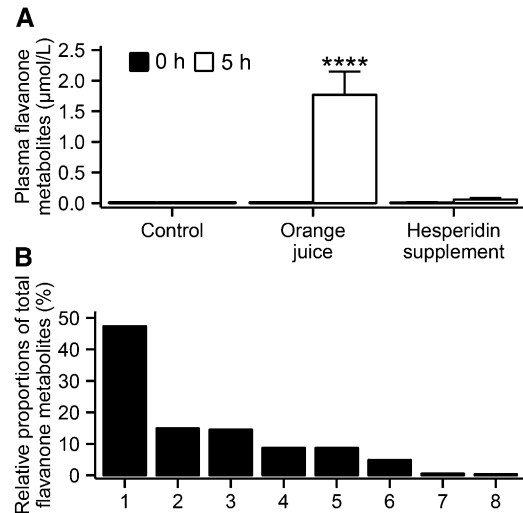 A
Plasma flavanone
metabolites (µmol/L)
2.5
2.0
1.5
1.0
0.5
0.0
0 h 5 h
****
Control
Orange
juice
Hesperidin
supplement
B
Relative proportions of total
flavanone metabolites (%)
50
40
30
20
10
0
1 2 3 4 5 6 7 8